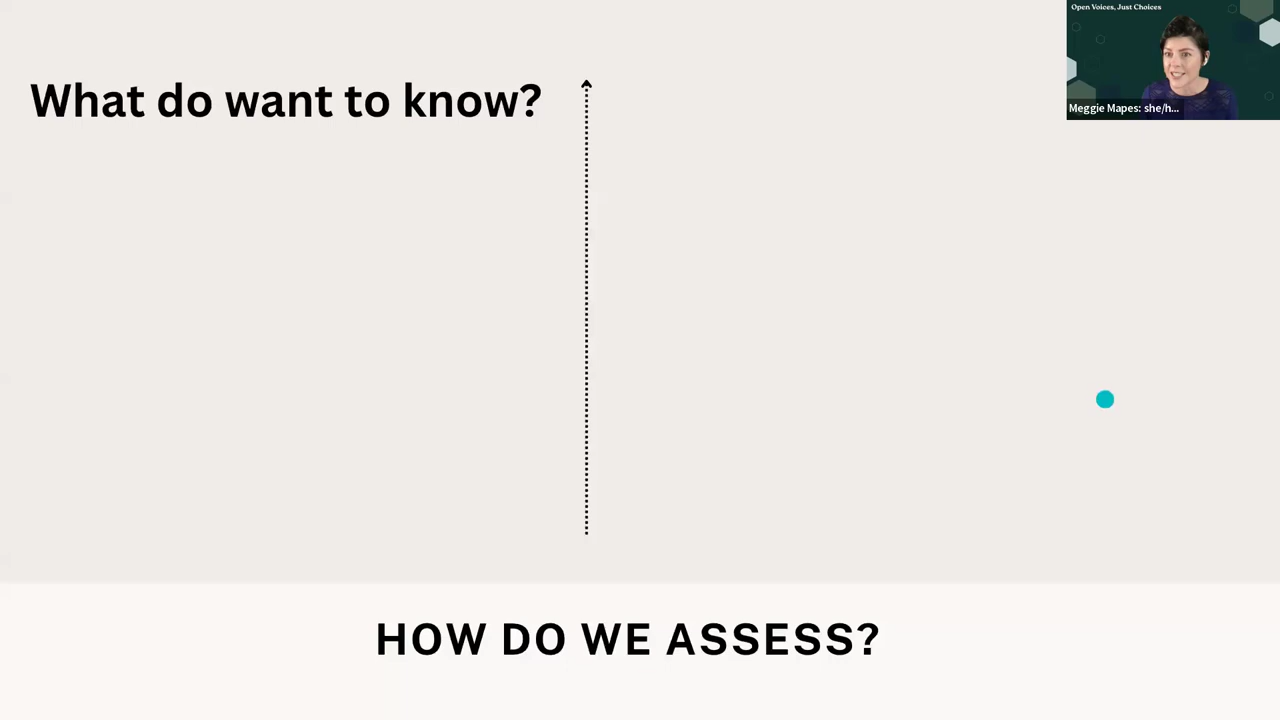 Open Voices, Just Choices
What do want to know?
Meggie Mapes: she/h...
HOW DO WE ASSESS?